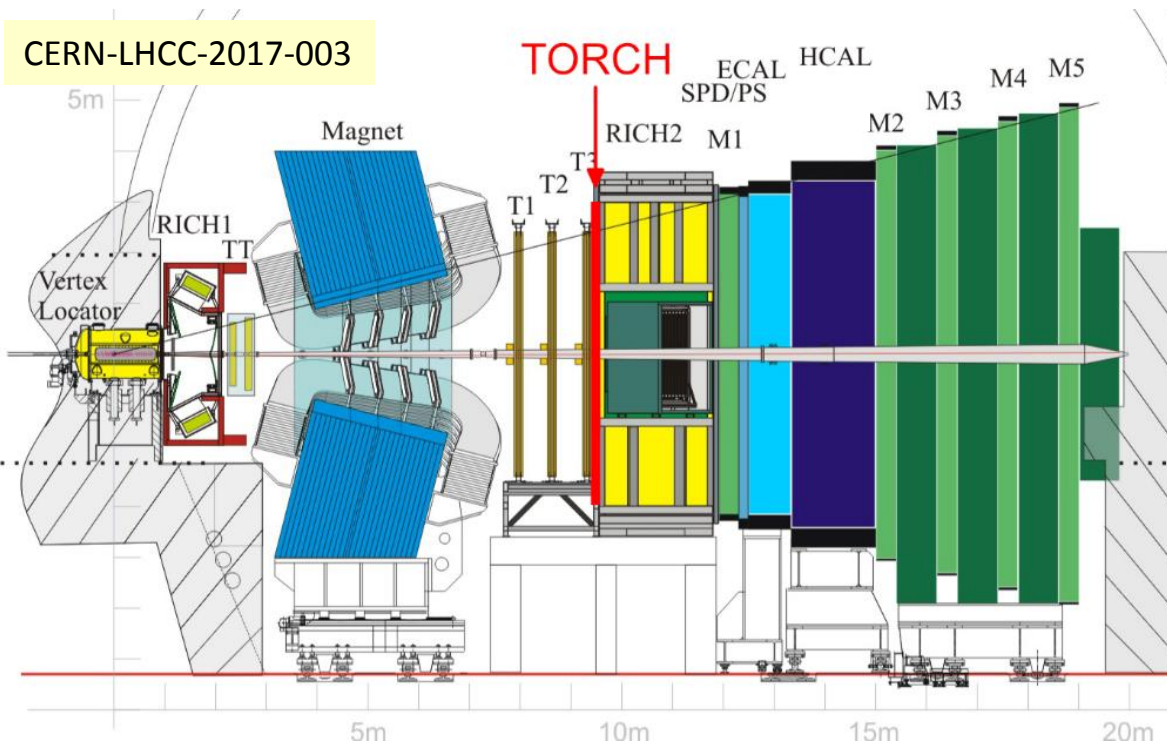 CERN-LHCC-2017-003
TORCH
ECAL
HCAL
SPD/PS
M5
M4
M3
M2
M1
RICH2
5m
Magnet
T3
T2
T1
RICH1
TT
Vertex
Locator
5m
10m
15m
20m